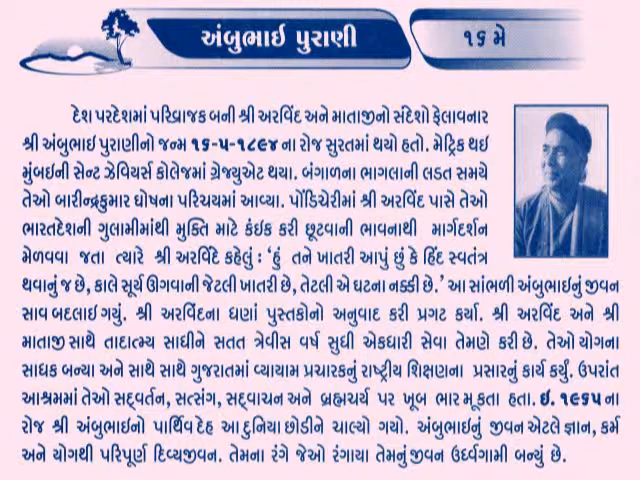 અંબુભાઇ પુરાણી
૧૬ મે
દેશ પરદેશમાં પરિવ્રાજક બની શ્રી અરવિંદ અને માતાજીનો સંદેશો ફેલાવનાર
શ્રી અંબુભાઇ પુરાણીનો જન્મ ૧૬-૫-૧૮૯૪ ના રોજ સુરતમાં થયો હતો. મેટ્રિક થઇ
મુંબઇની સેન્ટ ઝેવિયર્સ કોલેજમાં ગ્રેજ્યુએટ થયા. બંગાળના ભાગલાની લડત સમયે
તેઓ બારીન્દ્રકુમાર ઘોષના પરિચયમાં આવ્યા. પોંડિચેરીમાં શ્રી અરવિંદ પાસે તેઓ
ભારતદેશની ગુલામીમાંથી મુક્તિ માટે કંઈક કરી છૂટવાની ભાવનાથી માર્ગદર્શન
મેળવવા જતા ત્યારે શ્રી અરવિંદે કહેલું : ‘હું તને ખાતરી આપું છું કે હિંદ સ્વતંત્ર
થવાનું જ છે, કાલે સૂર્ય ઊગવાની જેટલી ખાતરી છે, તેટલી એ ઘટના નક્કી છે.’ આ સાંભળી અંબુભાઇનું જીવન
સાવ બદલાઇ ગયું. શ્રી અરવિંદના ઘણાં પુસ્તકોનો અનુવાદ કરી પ્રગટ કર્યા. શ્રી અરવિંદ અને શ્રી
માતાજી સાથે તાદાત્મ્ય સાધીને સતત ત્રેવીસ વર્ષ સુધી એકધારી સેવા તેમણે કરી છે. તેઓ યોગના
સાધક બન્યા અને સાથે સાથે ગુજરાતમાં વ્યાયામ પ્રચારકનું રાષ્ટ્રીય શિક્ષણના પ્રસારનું કાર્ય કર્યું. ઉપરાંત
આશ્રમમાં તેઓ સદ્‌વર્તન, સત્સંગ, સદ્‌વાચન અને બ્રહ્મચર્ય પર ખૂબ ભાર મૂકતા હતા. ઇ. ૧૯૬૫ ના
રોજ શ્રી અંબુભાઇનો પાર્થિવ દેહ આ દુનિયા છોડીને ચાલ્યો ગયો. અંબુભાઇનું જીવન એટલે જ્ઞાન, કર્મ
અને યોગથી પરિપૂર્ણ દિવ્યજીવન. તેમના રંગે જેઓ રંગાયા તેમનું જીવન ઉર્ધ્વગામી બન્યું છે.